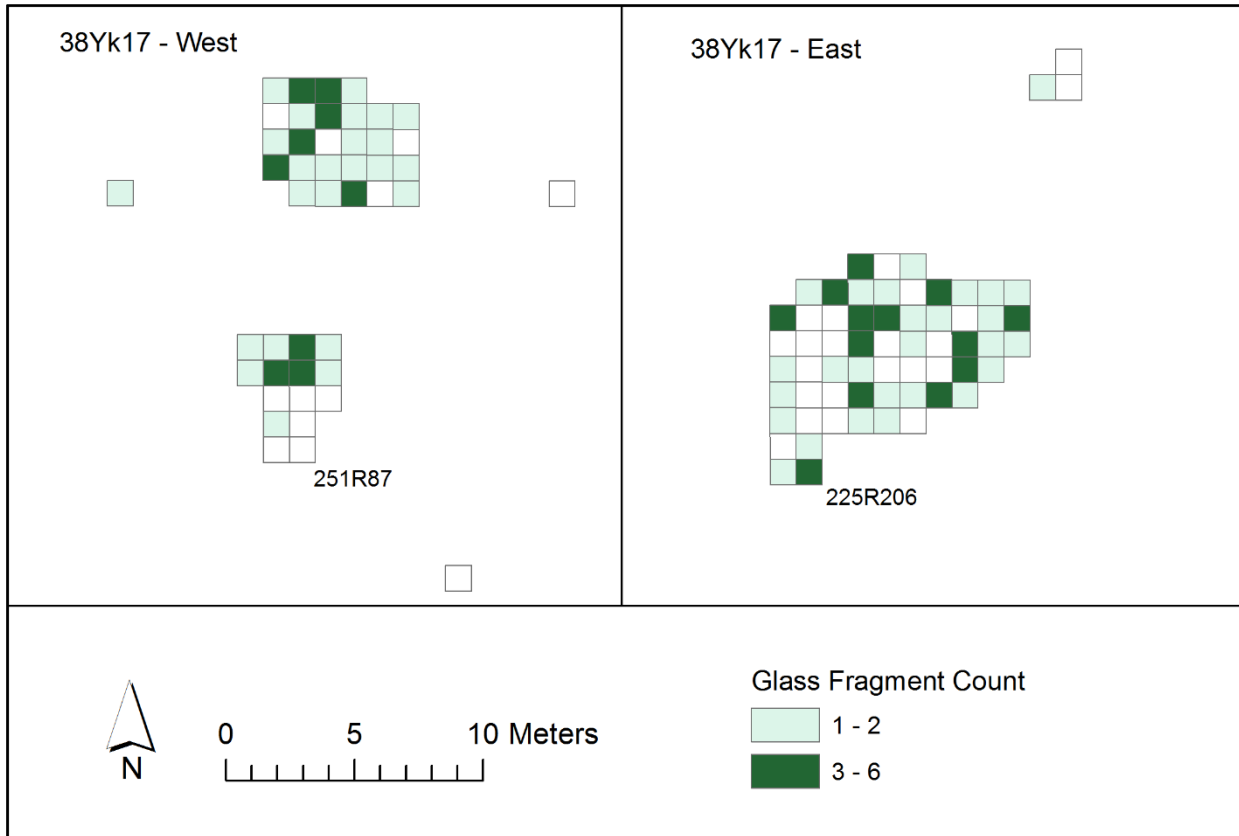 38Yk17 - West
38Yk17 - East
251R87
225R206
N
0 5 10 Meters
Glass Fragment Count
1 - 2
3 - 6